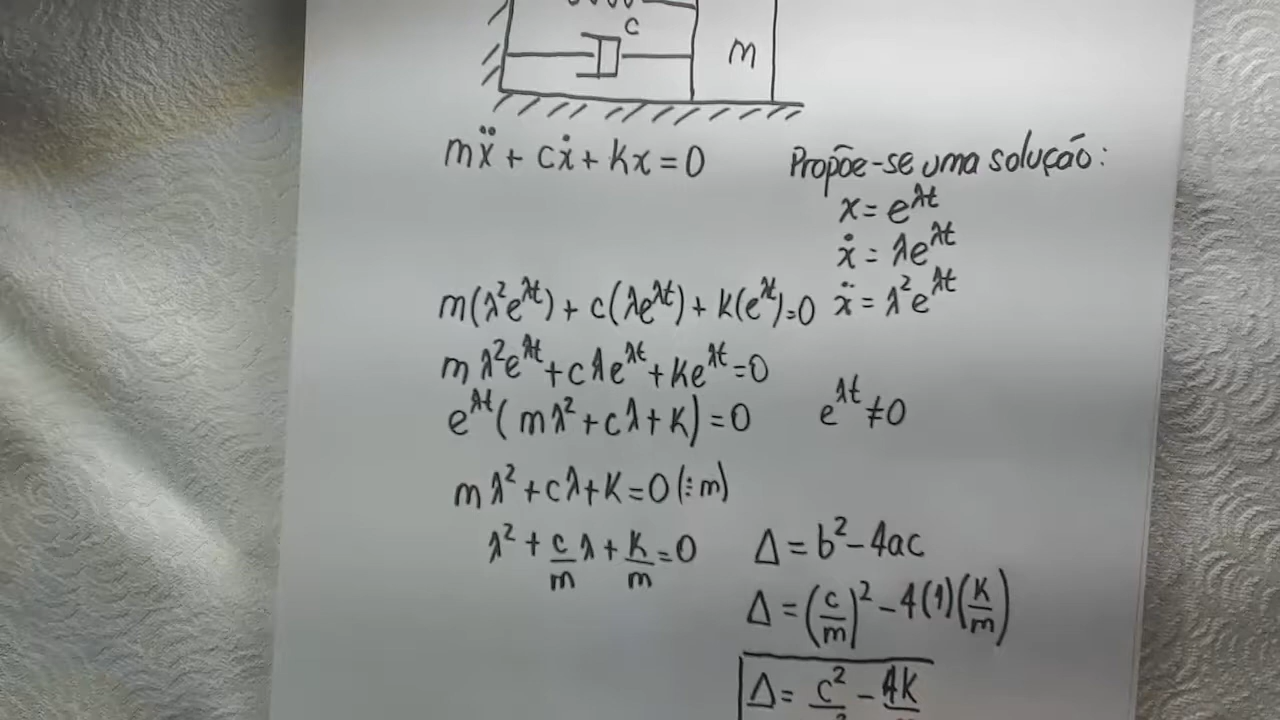 c
m
mẍ + cẋ + kx = 0
Propõe-se uma solução:
x = e^λt
ẋ = λe^λt
ẍ = λ²e^λt
m(λ²e^λt) + c(λe^λt) + k(e^λt) = 0
mλ²e^λt + cλe^λt + ke^λt = 0
e^λt(mλ² + cλ + k) = 0
e^λt ≠ 0
mλ² + cλ + k = 0 (÷m)
λ² + c/m λ + k/m = 0
Δ = b² - 4ac
Δ = (c/m)² - 4(1)(k/m)
Δ = c² - 4k